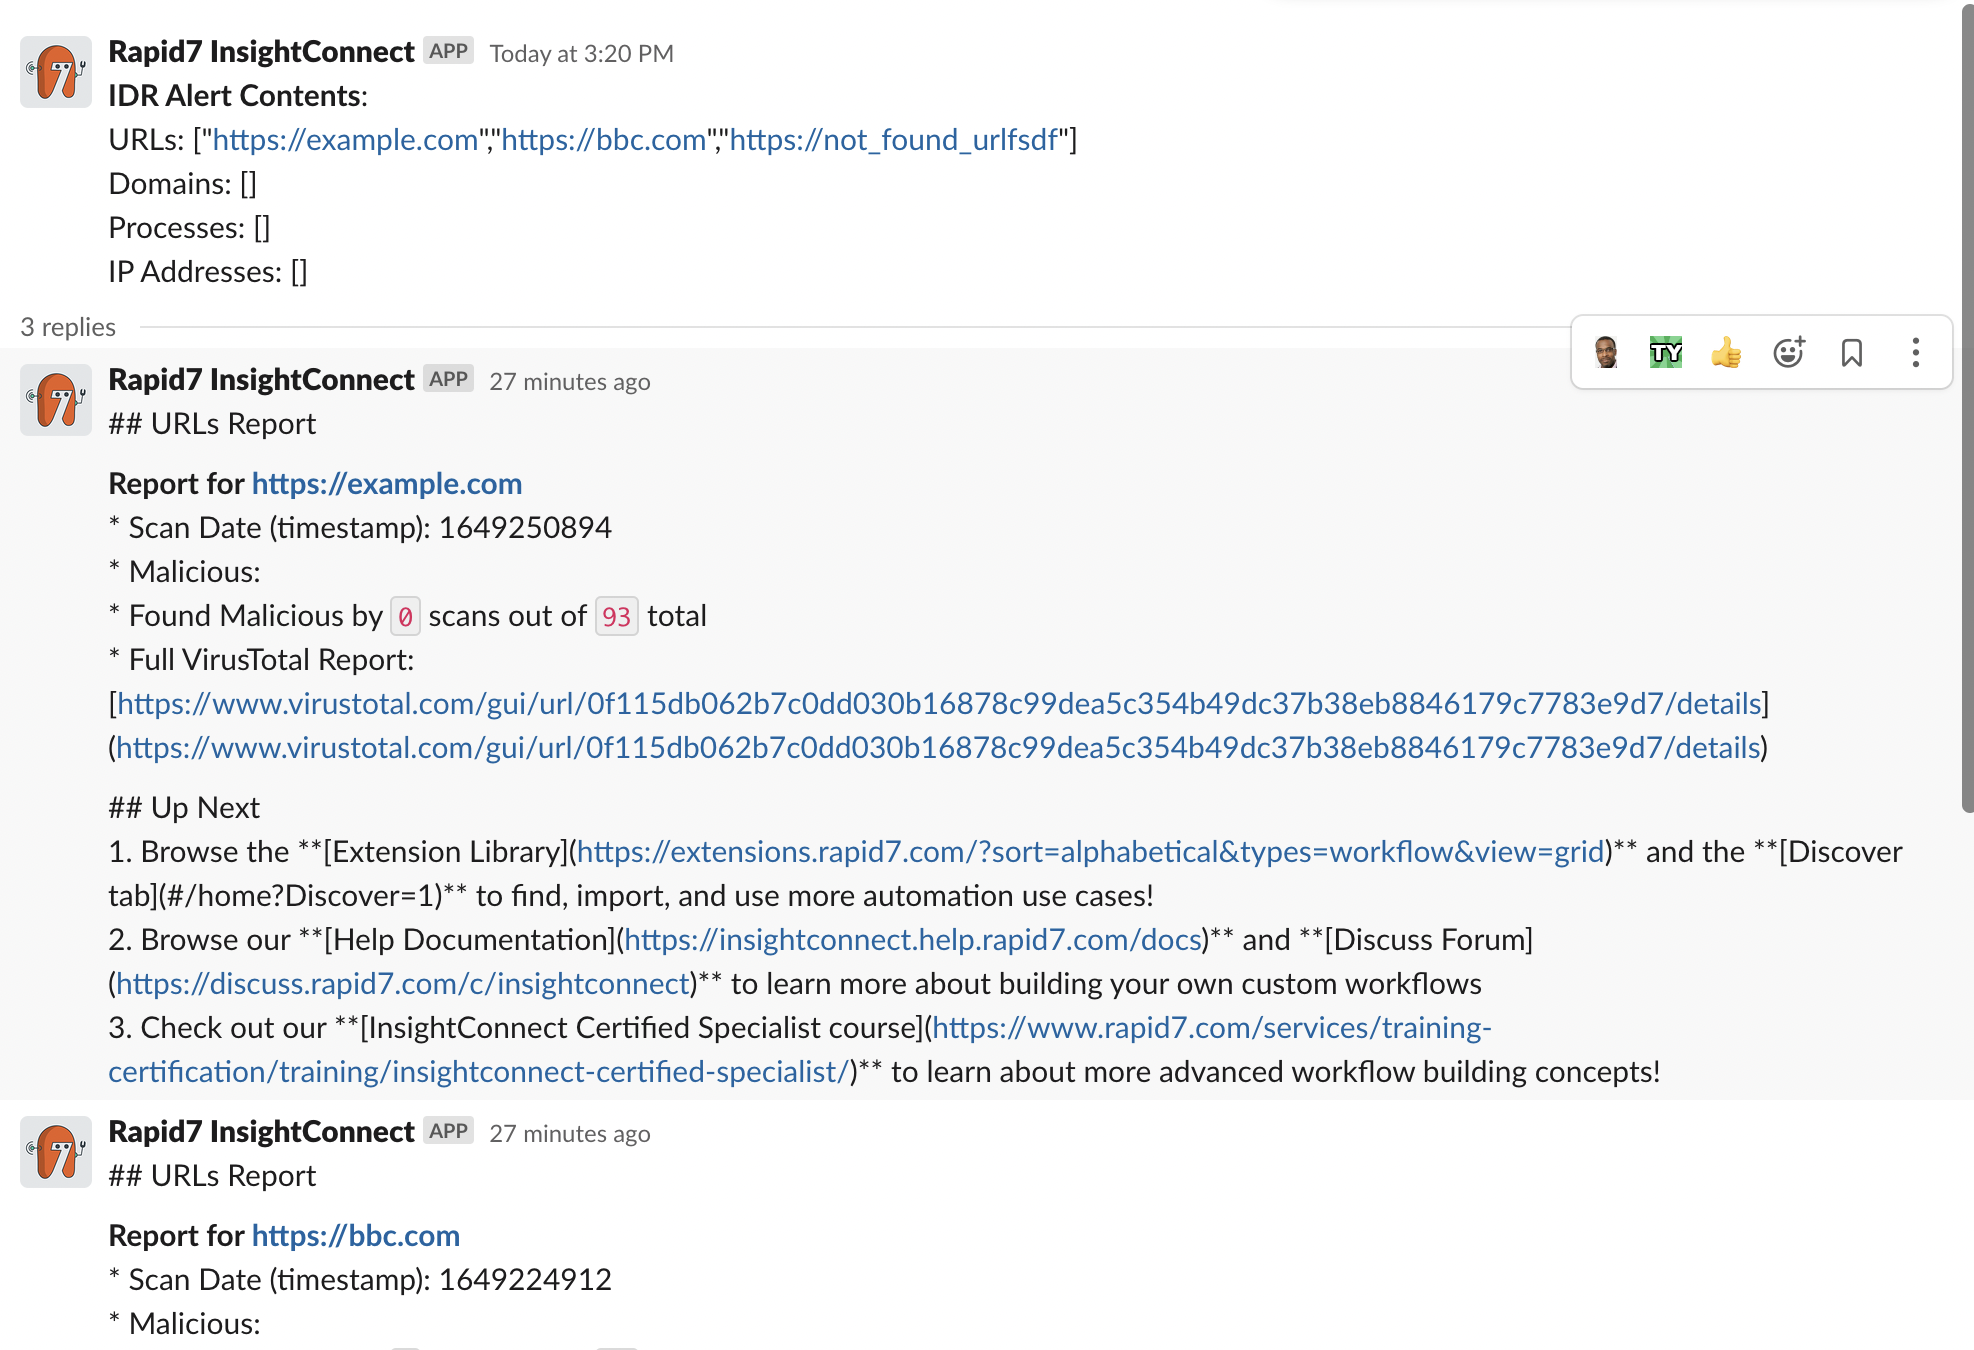 Rapid7 InsightConnect APP Today at 3:20 PM
IDR Alert Contents:
URLs: ["https://example.com","https://bbc.com","https://not_found_urlfsdf"]
Domains: []
Processes: []
IP Addresses: []
3 replies
TY
Rapid7 InsightConnect APP 27 minutes ago
## URLs Report
Report for https://example.com
* Scan Date (timestamp): 1649250894
* Malicious:
* Found Malicious by 0 scans out of 93 total
* Full VirusTotal Report:
[https://www.virustotal.com/gui/url/0f115db062b7c0dd030b16878c99dea5c354b49dc37b38eb8846179c7783e9d7/details]
(https://www.virustotal.com/gui/url/0f115db062b7c0dd030b16878c99dea5c354b49dc37b38eb8846179c7783e9d7/details)
## Up Next
1. Browse the **[Extension Library](https://extensions.rapid7.com/?sort=alphabetical&types=workflow&view=grid)** and the **[Discover
tab](#/home?Discover=1)** to find, import, and use more automation use cases!
2. Browse our **[Help Documentation](https://insightconnect.help.rapid7.com/docs)** and **[Discuss Forum]
(https://discuss.rapid7.com/c/insightconnect)** to learn more about building your own custom workflows
3. Check out our **[InsightConnect Certified Specialist course](https://www.rapid7.com/services/training-
certification/training/insightconnect-certified-specialist/)** to learn about more advanced workflow building concepts!
Rapid7 InsightConnect APP 27 minutes ago
## URLs Report
Report for https://bbc.com
* Scan Date (timestamp): 1649224912
* Malicious: